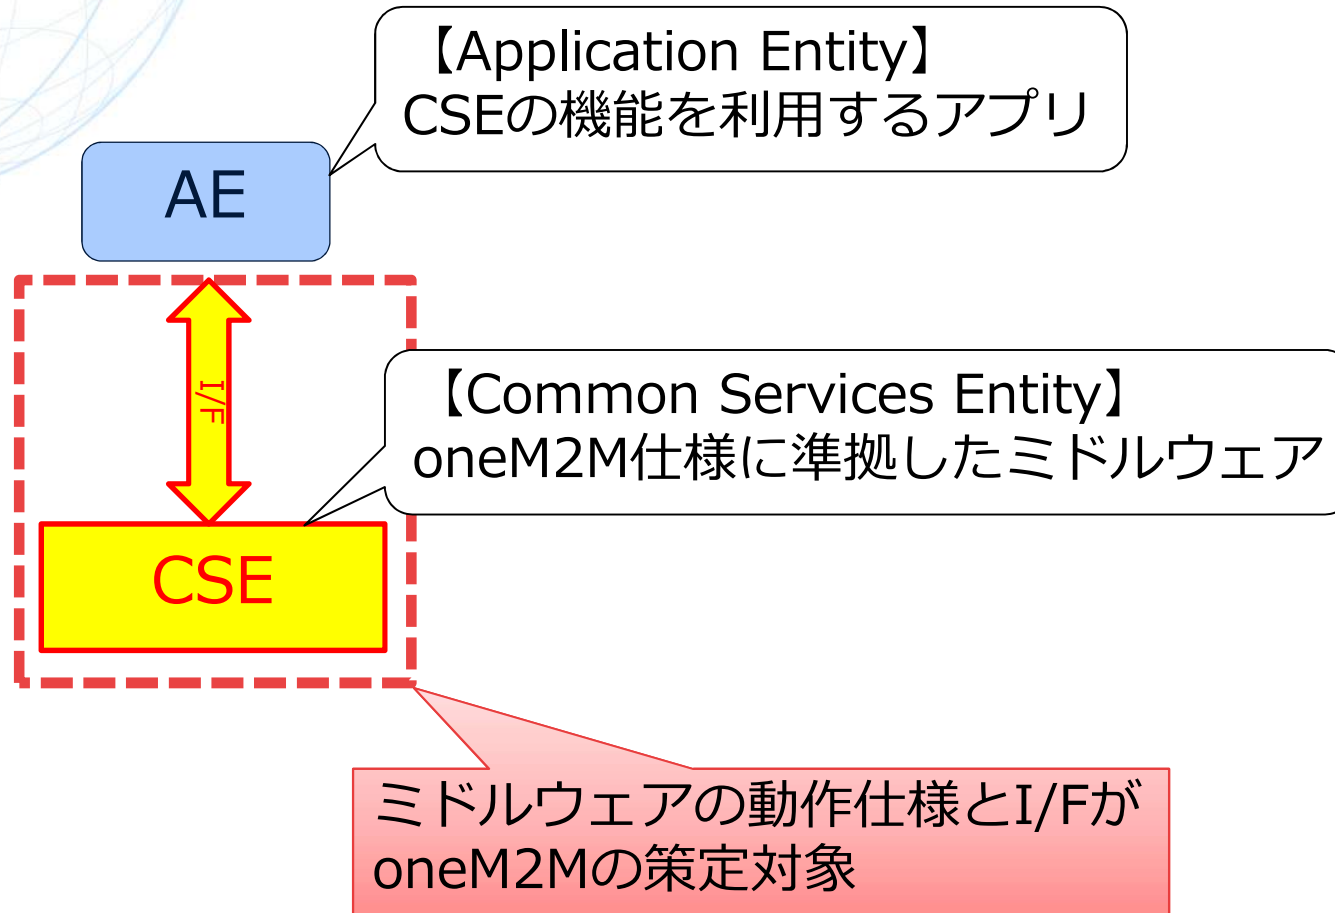 【Application Entity】
CSEの機能を利用するアプリ
AE
I/F
【Common Services Entity】
oneM2M仕様に準拠したミドルウェア
CSE
ミドルウェアの動作仕様とI/Fが
oneM2Mの策定対象